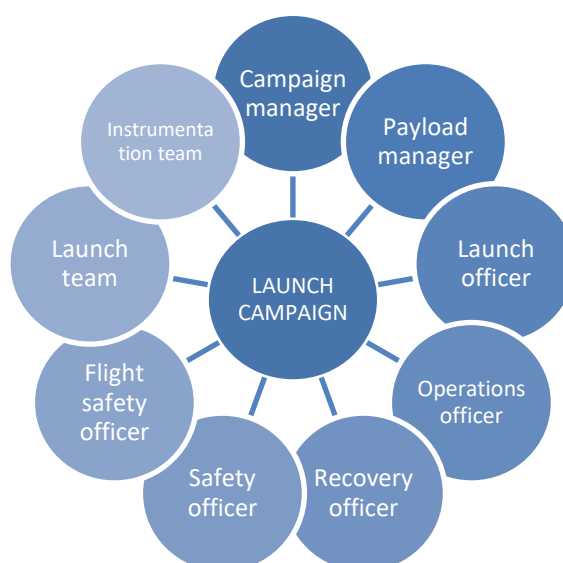 Campaign
manager
Payload
manager
Launch
officer
Operations
officer
Recovery
officer
Safety
officer
Flight
safety
officer
Launch
team
Instrumenta
tion team
LAUNCH
CAMPAIGN